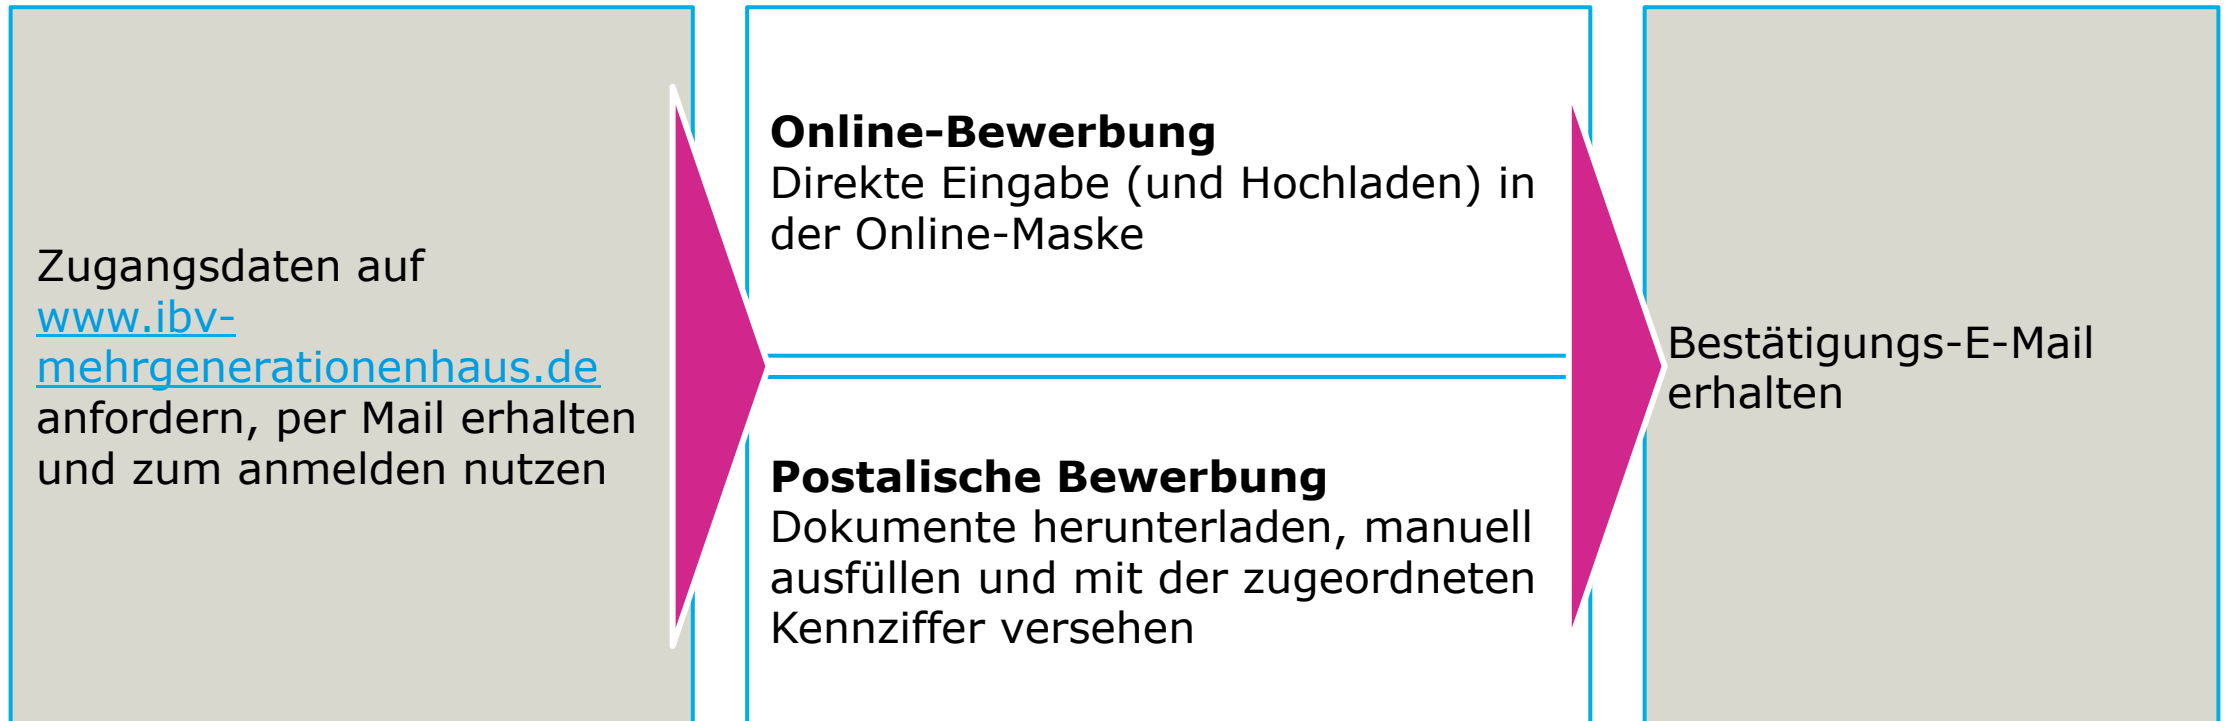 Zugangsdaten auf
www.ibv-
mehrgenerationenhaus.de
anfordern, per Mail erhalten
und zum anmelden nutzen
Online-Bewerbung
Direkte Eingabe (und Hochladen) in
der Online-Maske
Postalische Bewerbung
Dokumente herunterladen, manuell
ausfüllen und mit der zugeordneten
Kennziffer versehen
Bestätigungs-E-Mail
erhalten